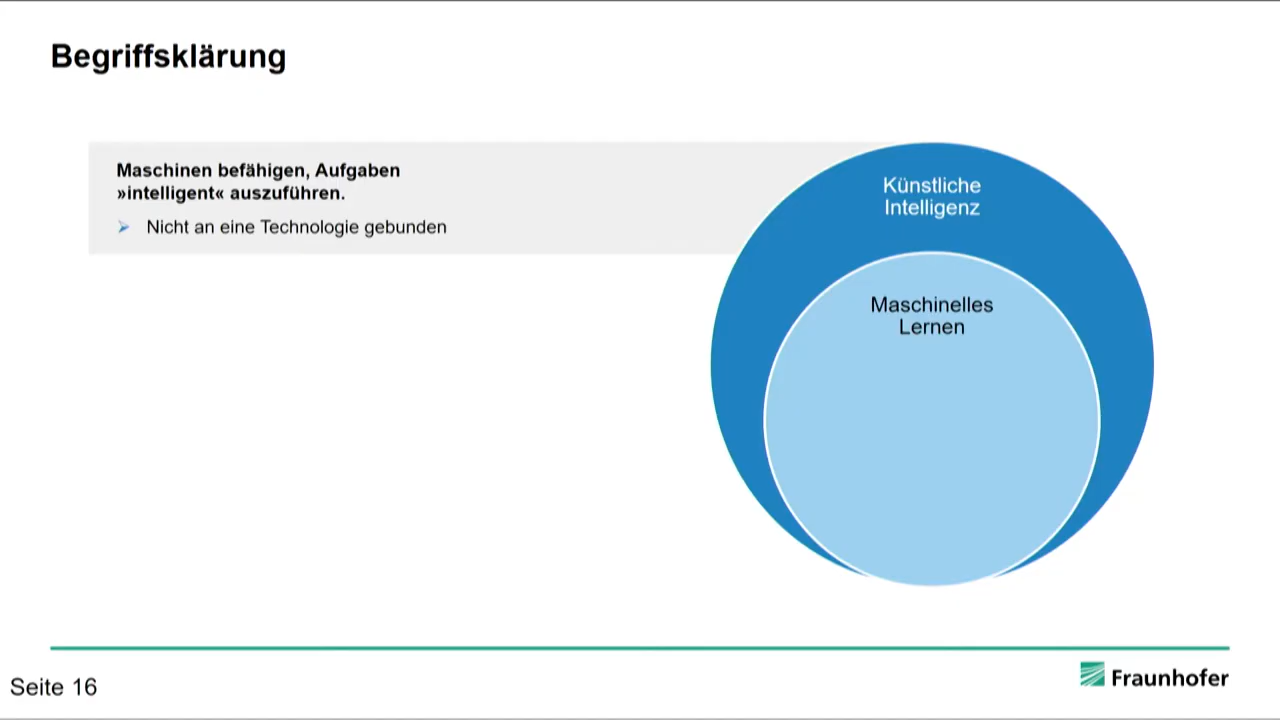 Begriffsklärung
Maschinen befähigen, Aufgaben
»intelligent« auszuführen.
Nicht an eine Technologie gebunden
Künstliche
Intelligenz
Maschinelles
Lernen
Seite 16
Fraunhofer